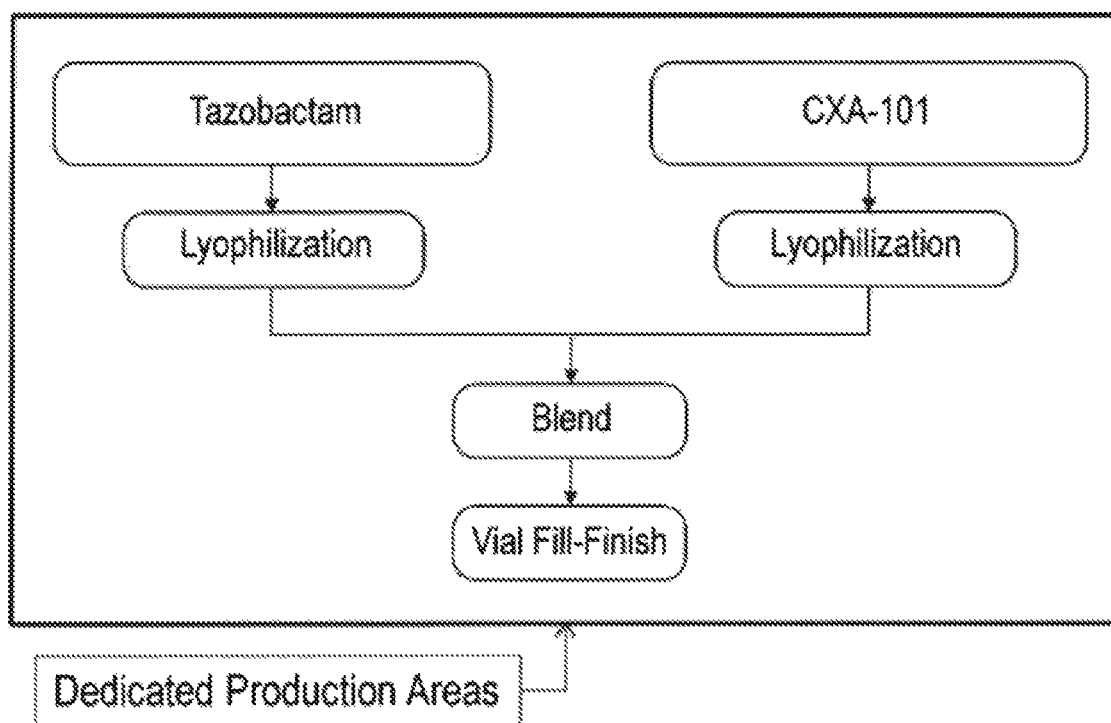 Tazobactam
CXA-101
Lyophilization
Lyophilization
Blend
Vial Fill-Finish
Dedicated Production Areas